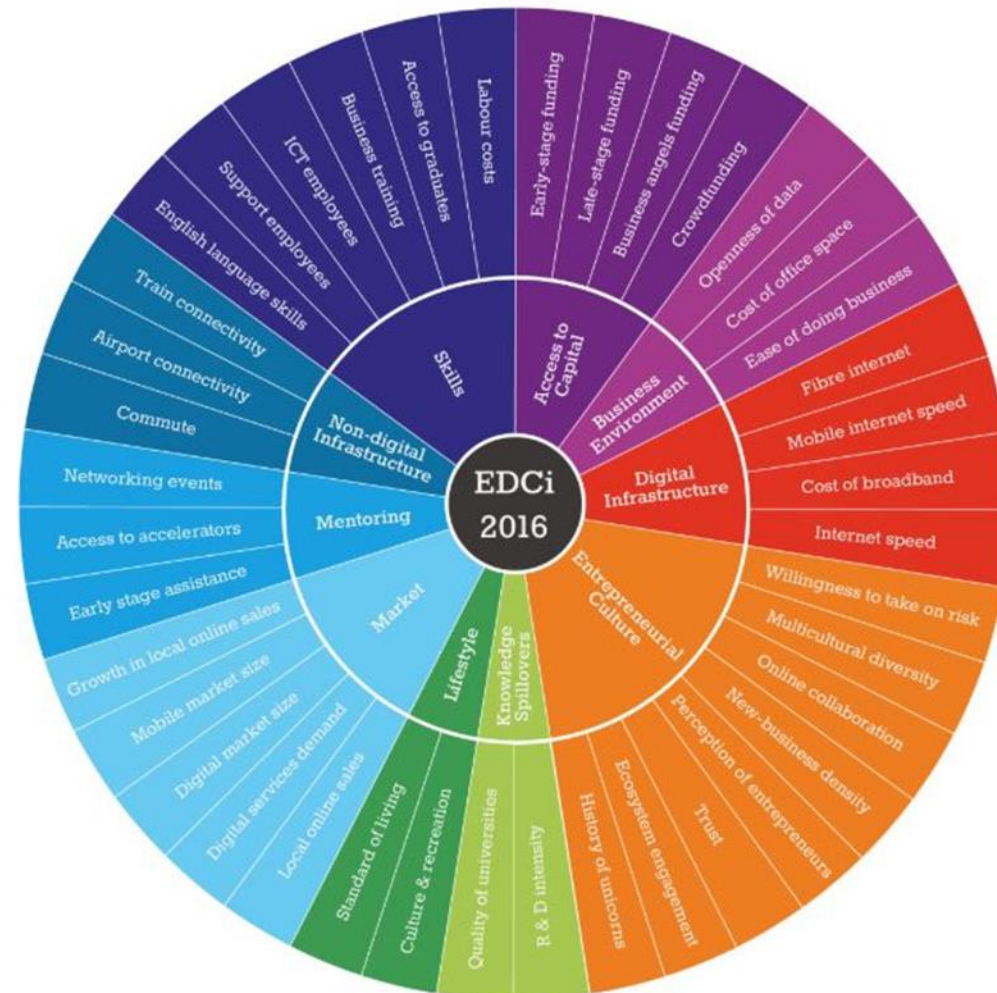 EDCi
2016
Access to
Capital
Early-stage funding
Late-stage funding
Business angels funding
Crowdfunding
Business
Environment
Openness of data
Cost of office space
Ease of doing business
Digital
Infrastructure
Fibre internet
Mobile internet speed
Cost of broadband
Internet speed
Entrepreneurial
Culture
Willingness to take on risk
Multicultural diversity
Online collaboration
New-business density
Perception of entrepreneurs
Trust
Ecosystem engagement
History of unicorns
Knowledge
Spillovers
R & D intensity
Quality of universities
Lifestyle
Culture & recreation
Standard of living
Market
Local online sales
Digital services demand
Digital market size
Mobile market size
Growth in local online sales
Mentoring
Early stage assistance
Access to accelerators
Networking events
Non-digital
Infrastructure
Commute
Airport connectivity
Train connectivity
Skills
English language skills
Support employees
ICT employees
Business training
Access to graduates
Labour costs